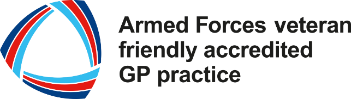 Armed Forces veteran
friendly accredited
GP practice